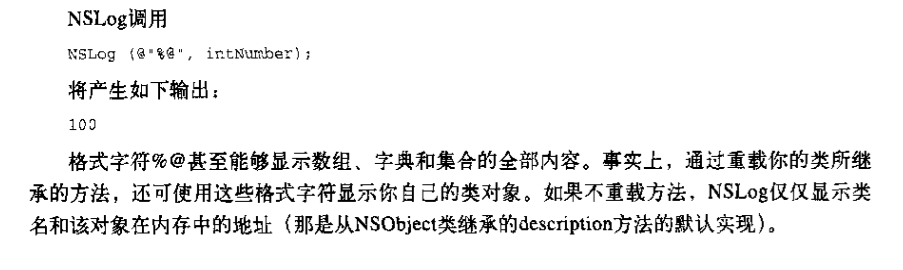 NSLog调用
NSLog (@"%@", intNumber);
将产生如下输出：
100
格式字符%@甚至能够显示数组、字典和集合的全部内容。事实上，通过重载你的类所继
承的方法，还可使用这些格式字符显示你自己的类对象。如果不重载方法，NSLog仅仅显示类
名和该对象在内存中的地址（那是从NSObject类继承的description方法的默认实现）。